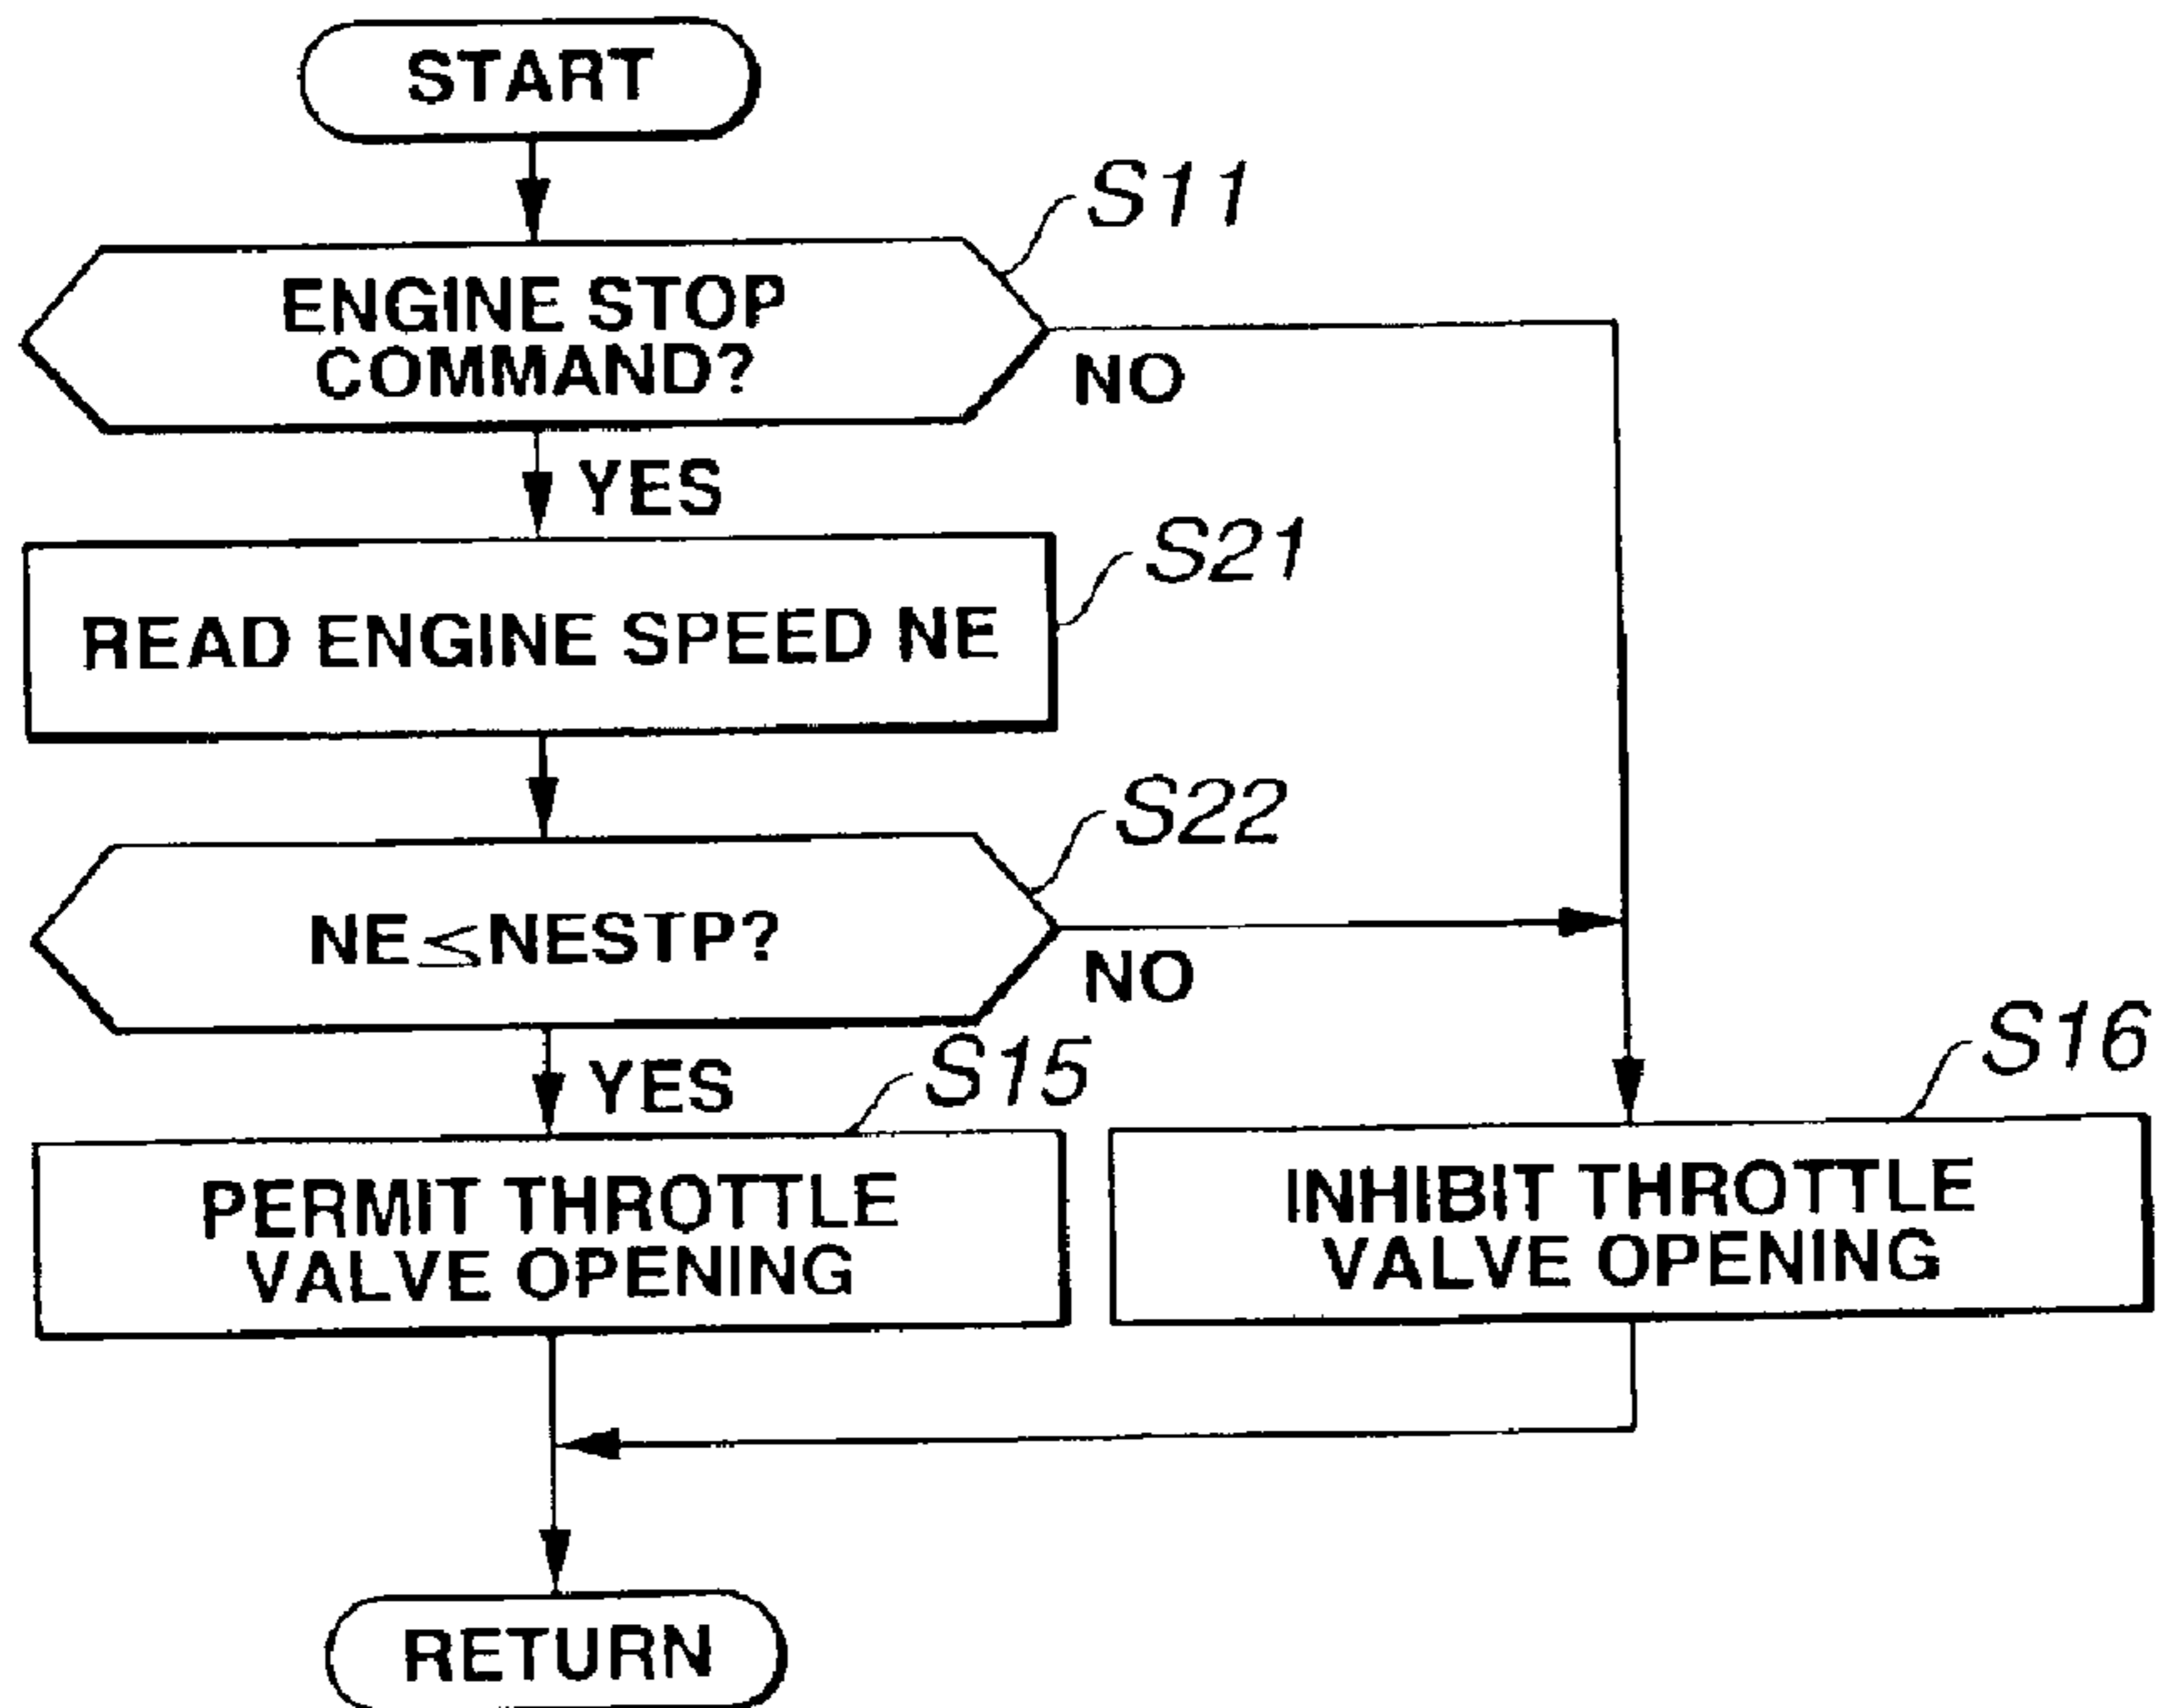 START
S11
ENGINE STOP
COMMAND?
NO
YES
S21
READ ENGINE SPEED NE
S22
NE≦NESTP?
NO
YES
S15
S16
PERMIT THROTTLE
VALVE OPENING
INHIBIT THROTTLE
VALVE OPENING
RETURN